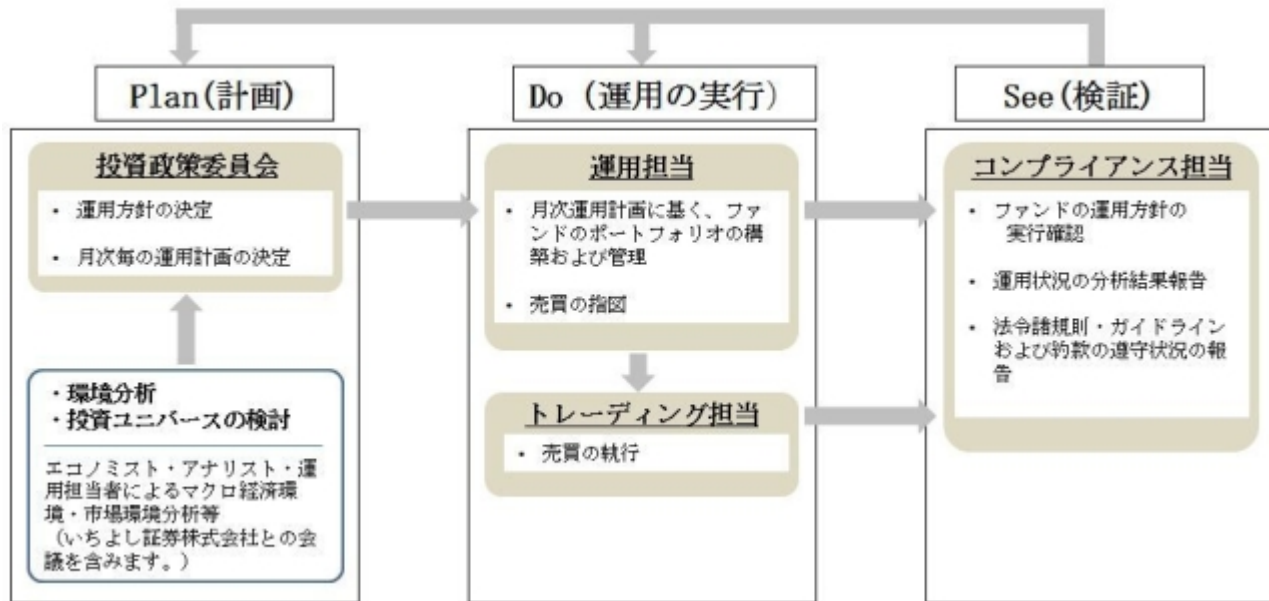 Plan(計画)
投資政策委員会
・ 運用方針の決定
・ 月次毎の運用計画の決定
・環境分析
・投資ユニバースの検討
エコノミスト・アナリスト・運
用担当者によるマクロ経済環
境・市場環境分析等
(いちよし証券株式会社との会
議を含みます。)
Do (運用の実行)
運用担当
・ 月次運用計画に基く、ファ
ンドのポートフォリオの構
築および管理
・ 売買の指図
トレーディング担当
・ 売買の執行
See(検証)
コンプライアンス担当
・ ファンドの運用方針の
実行確認
・ 運用状況の分析結果報告
・ 法令諸規則・ガイドライン
および約款の遵守状況の報
告